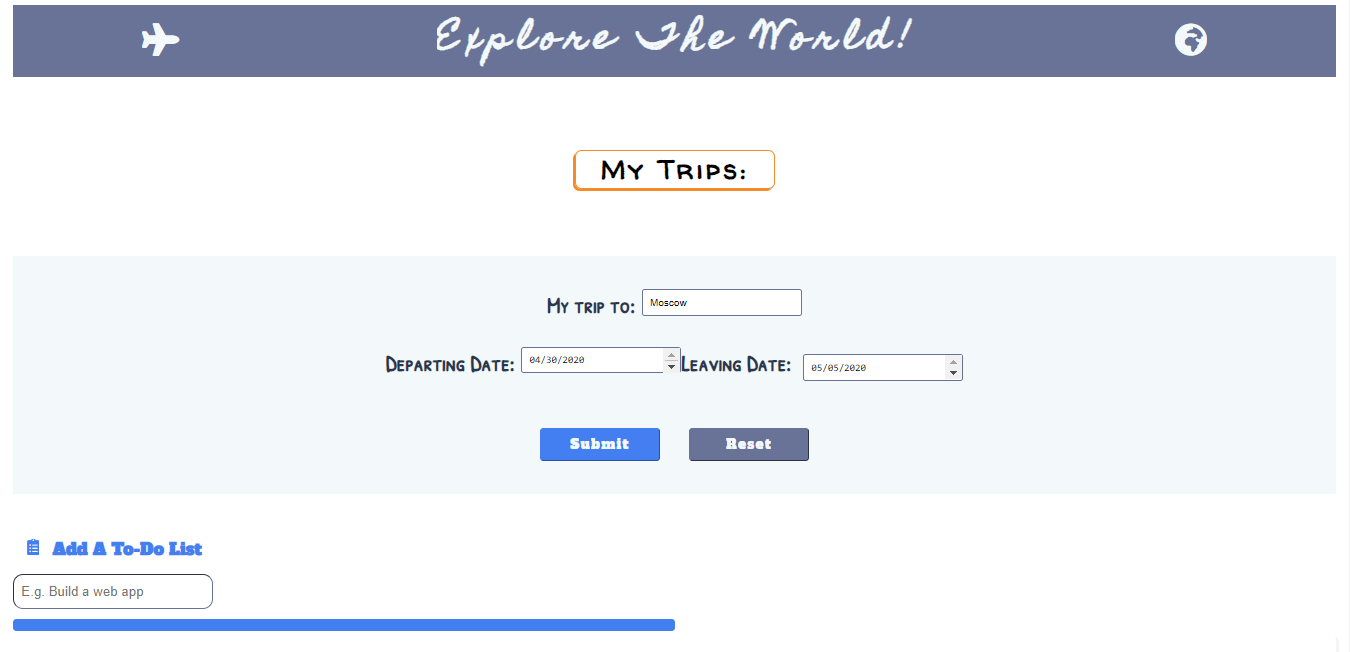 Explore The World!
My Trips:
My trip to: Moscow
Departing Date: 04/30/2020 Leaving Date: 05/05/2020
Submit Reset
Add A To-Do List
E.g. Build a web app